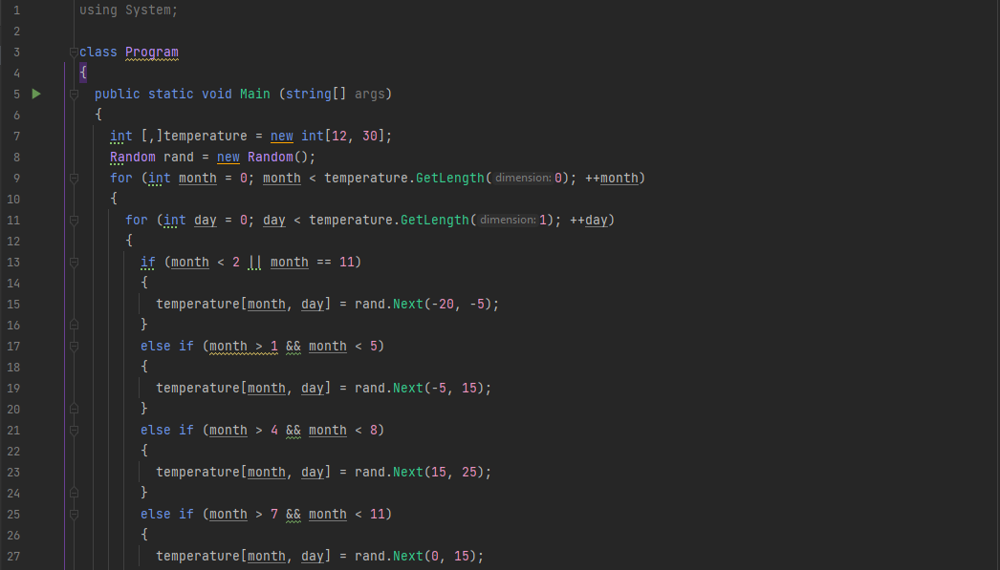 1 using System;
2
3 class Program
4 {
5 public static void Main (string[] args)
6 {
7 int [,]temperature = new int[12, 30];
8 Random rand = new Random();
9 for (int month = 0; month < temperature.GetLength( dimension: 0); ++month)
10 {
11 for (int day = 0; day < temperature.GetLength( dimension: 1); ++day)
12 {
13 if (month < 2 || month == 11)
14 {
15 temperature[month, day] = rand.Next(-20, -5);
16 }
17 else if (month > 1 && month < 5)
18 {
19 temperature[month, day] = rand.Next(-5, 15);
20 }
21 else if (month > 4 && month < 8)
22 {
23 temperature[month, day] = rand.Next(15, 25);
24 }
25 else if (month > 7 && month < 11)
26 {
27 temperature[month, day] = rand.Next(0, 15);